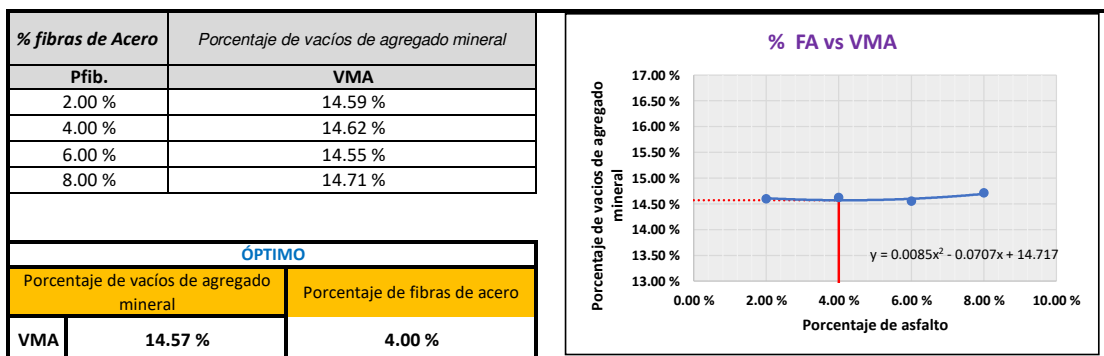 % fibras de Acero
Porcentaje de vacíos de agregado mineral
Pfib.
VMA
2.00 %
14.59 %
4.00 %
14.62 %
6.00 %
14.55 %
8.00 %
14.71 %
ÓPTIMO
Porcentaje de vacíos de agregado
mineral
Porcentaje de fibras de acero
VMA
14.57 %
4.00 %
% FA vs VMA
Porcentaje de vacios de agregado
mineral
17.00 %
16.50 %
16.00 %
15.50 %
15.00 %
14.50 %
14.00 %
13.50 %
13.00 %
y = 0.0085x² - 0.0707x + 14.717
0.00 %
2.00 %
4.00 %
6.00 %
8.00 %
10.00 %
Porcentaje de asfalto